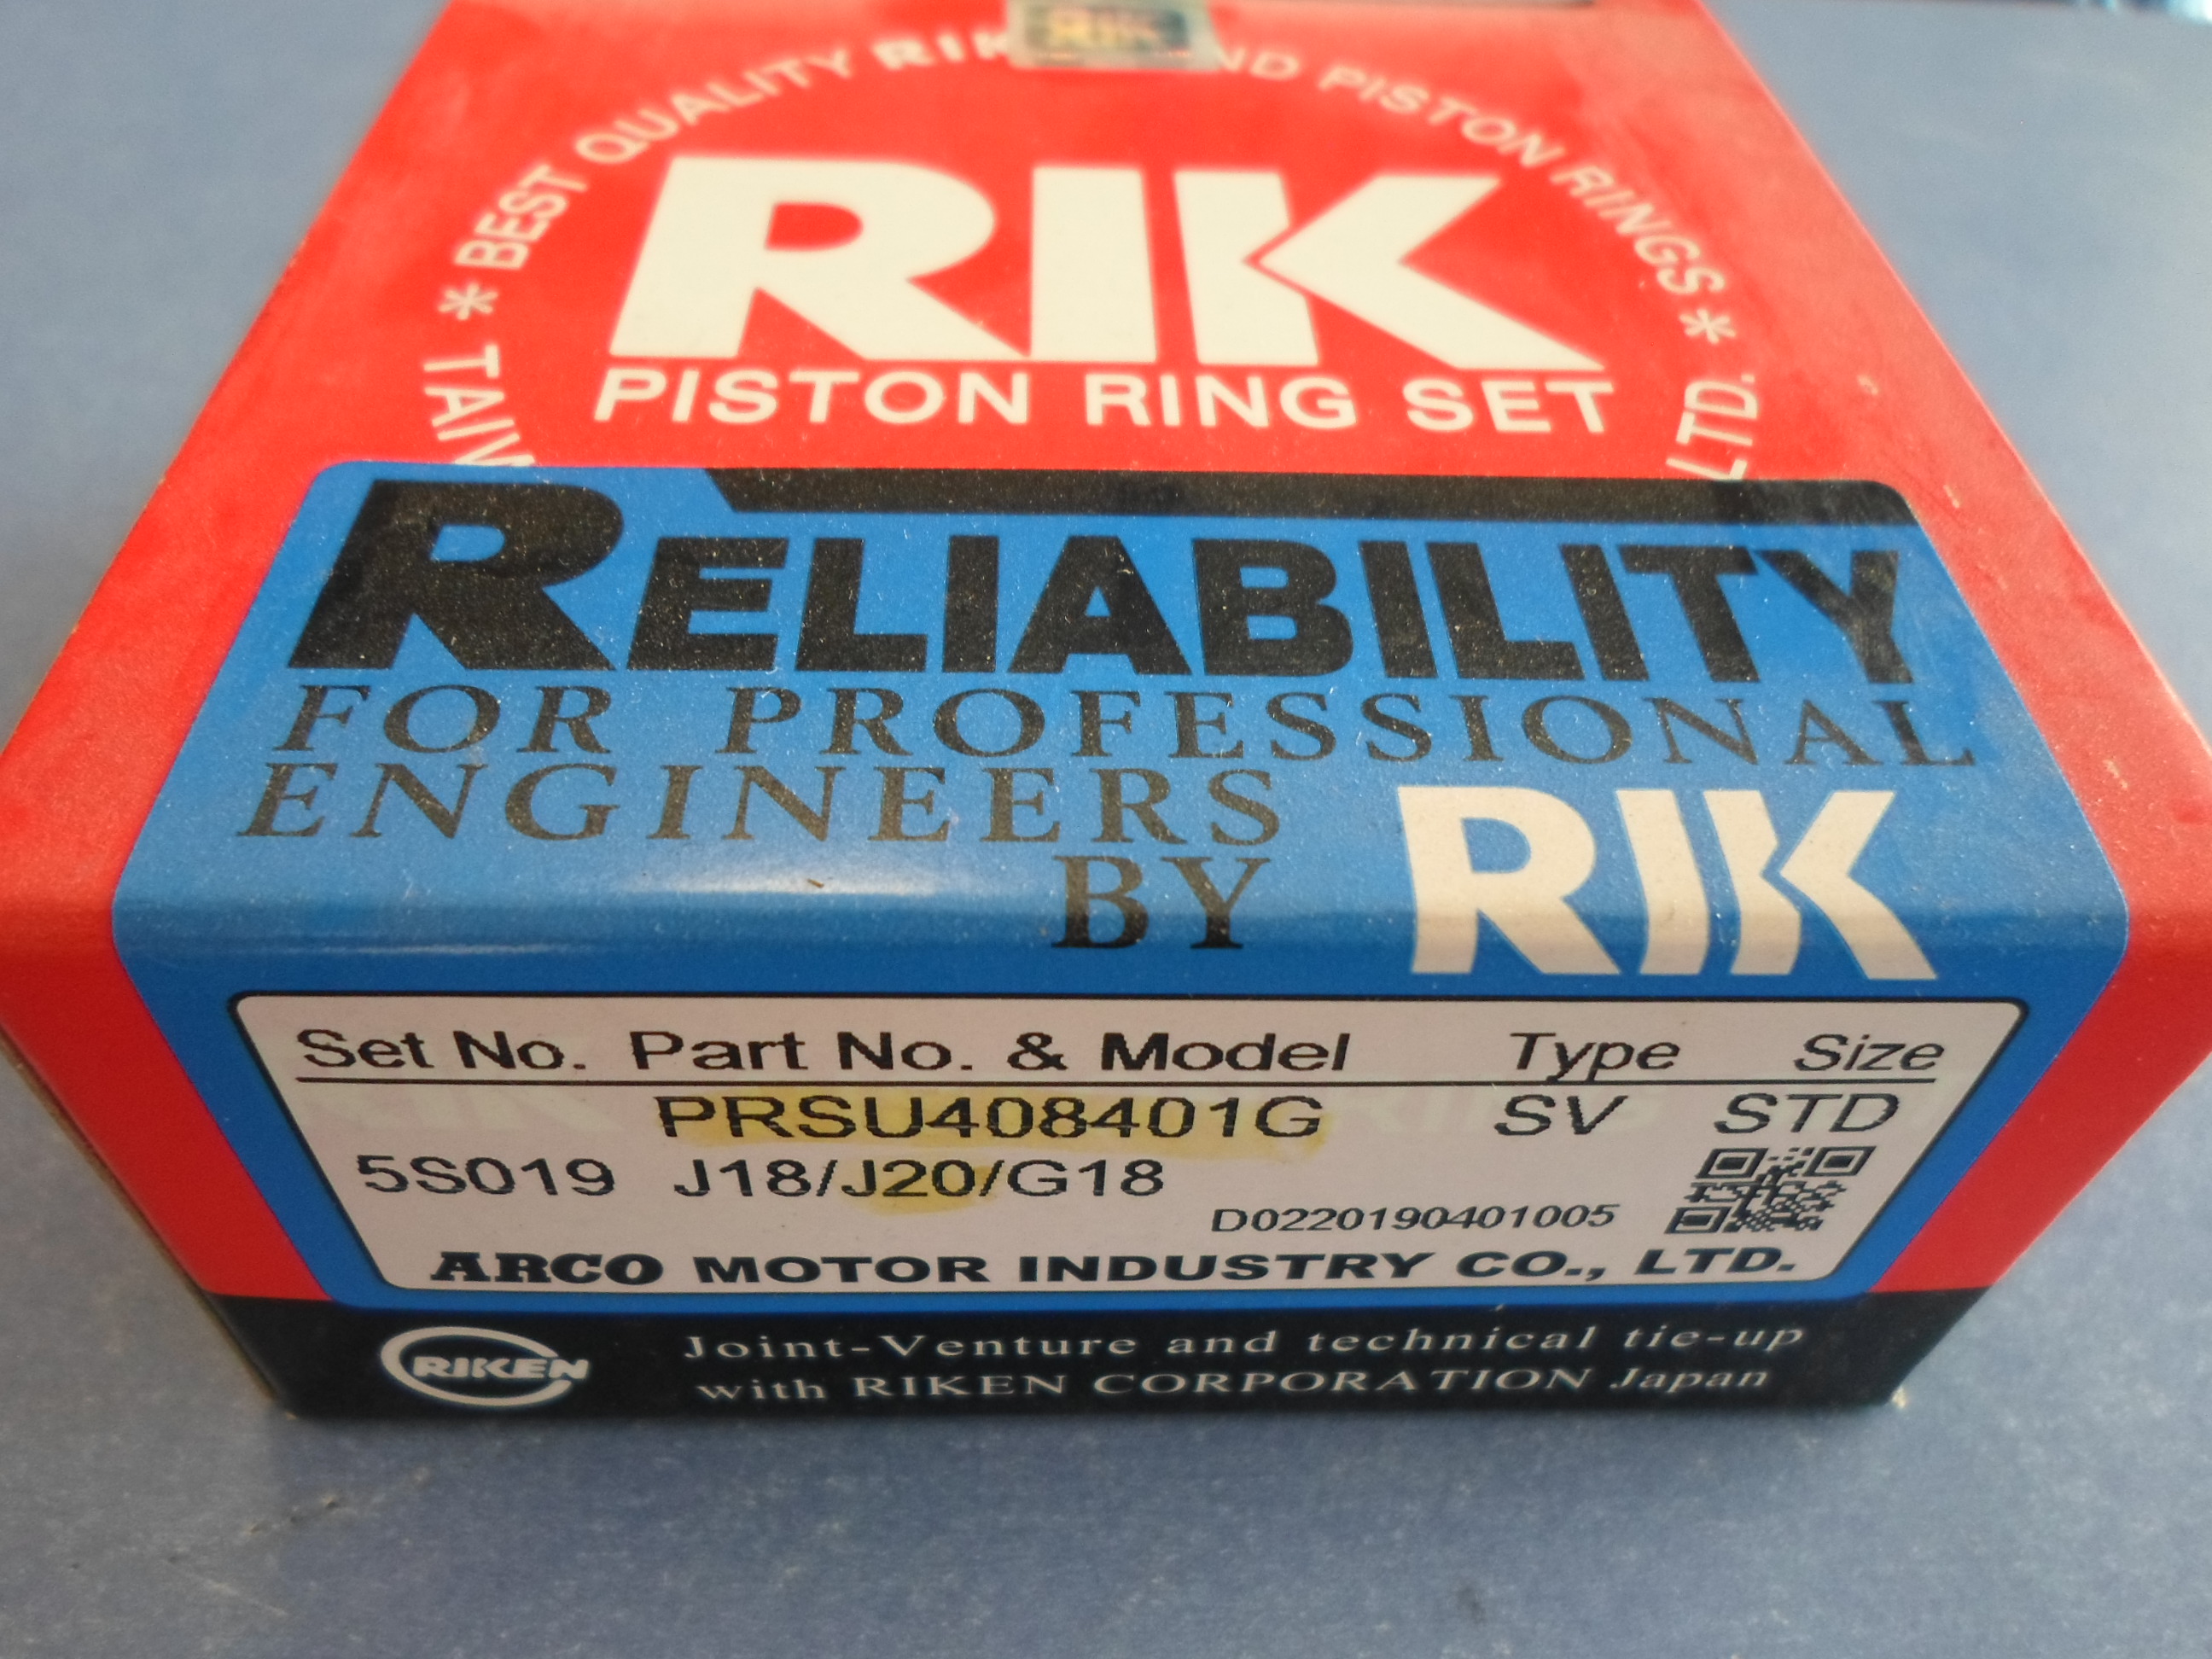 * BEST QUALITY PISTON RINGS *
RIK
PISTON RING SET
LTD.
RELIABILITY
FOR PROFESSIONAL
ENGINEERS
BY RIK
Set No. Part No. & Model Type Size
PRSU408401G SV STD
5S019 J18/J20/G18
D0220190401005
ARCO MOTOR INDUSTRY CO., LTD.
RIKEN
Joint-Venture and technical tie-up
with RIKEN CORPORATION Japan